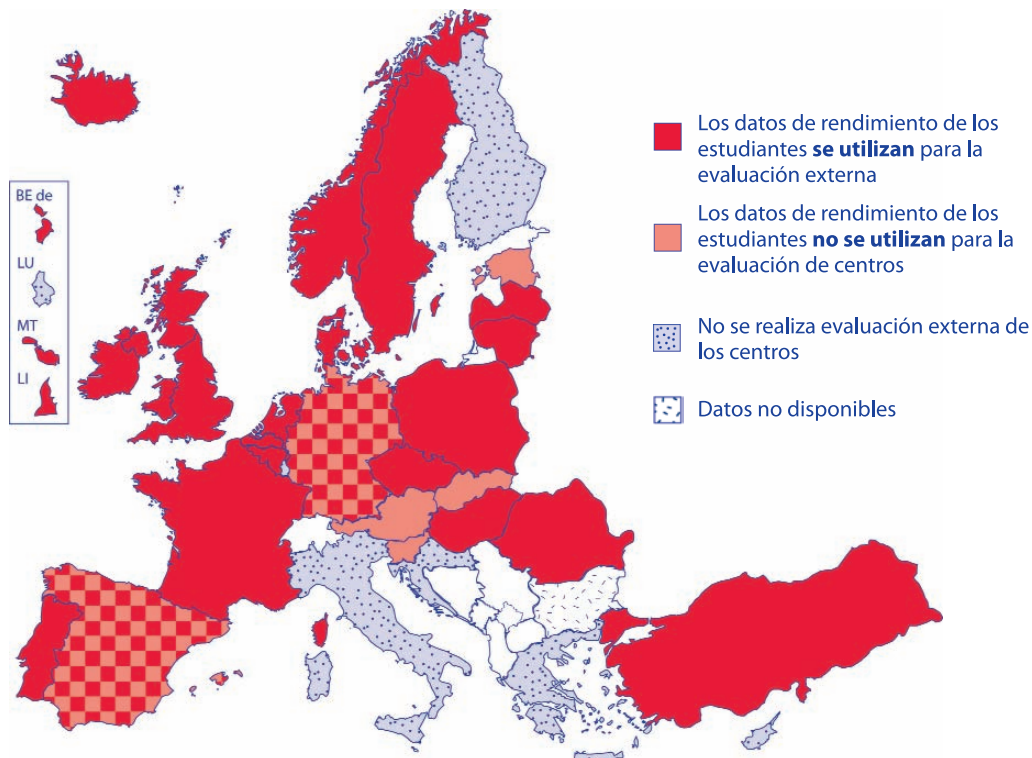 BE de
LU
MT
LI
Los datos de rendimiento de los
estudiantes se utilizan para la
evaluación externa
Los datos de rendimiento de los
estudiantes no se utilizan para la
evaluación de centros
No se realiza evaluación externa de
los centros
Datos no disponibles